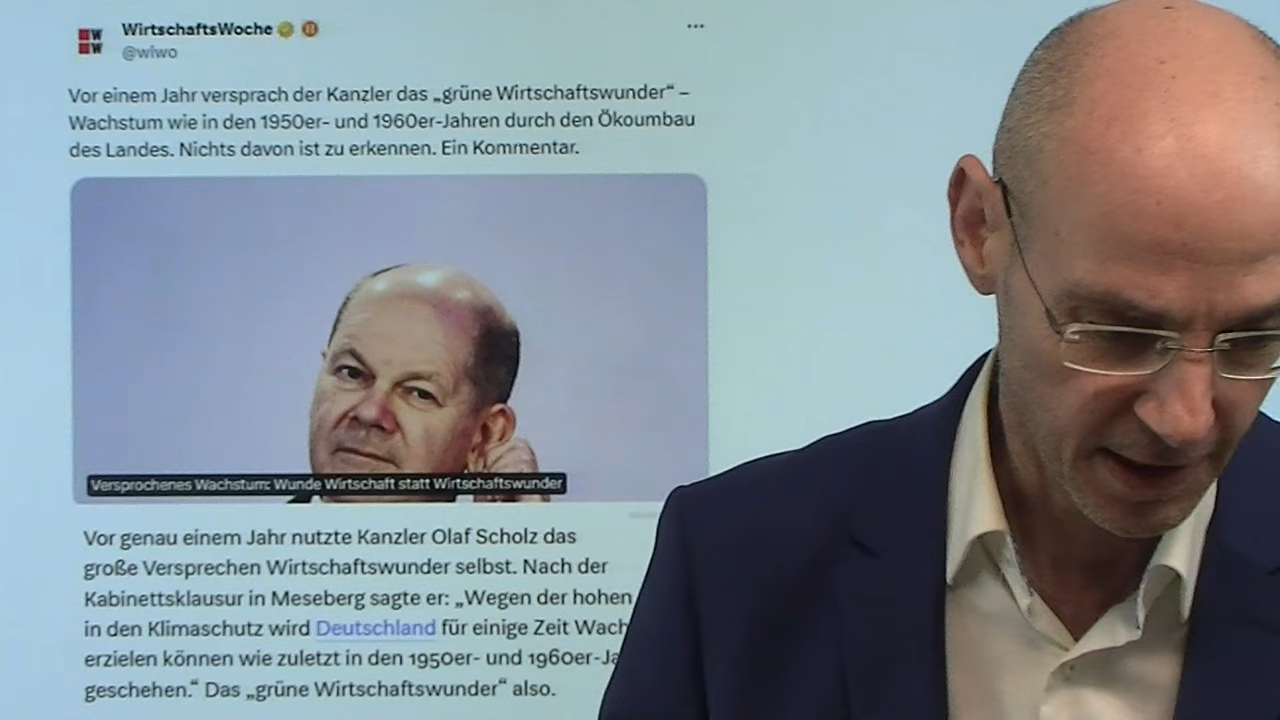 WirtschaftsWoche
@wiwo
Vor einem Jahr versprach der Kanzler das „grüne Wirtschaftswunder“ –
Wachstum wie in den 1950er- und 1960er-Jahren durch den Ökoumbau
des Landes. Nichts davon ist zu erkennen. Ein Kommentar.
Versprochenes Wachstum: Wunde Wirtschaft statt Wirtschaftswunder
Vor genau einem Jahr nutzte Kanzler Olaf Scholz das
große Versprechen Wirtschaftswunder selbst. Nach der
Kabinettsklausur in Meseberg sagte er: „Wegen der hohen
in den Klimaschutz wird Deutschland für einige Zeit Wach
erzielen können wie zuletzt in den 1950er- und 1960er-Ja
geschehen.“ Das „grüne Wirtschaftswunder“ also.